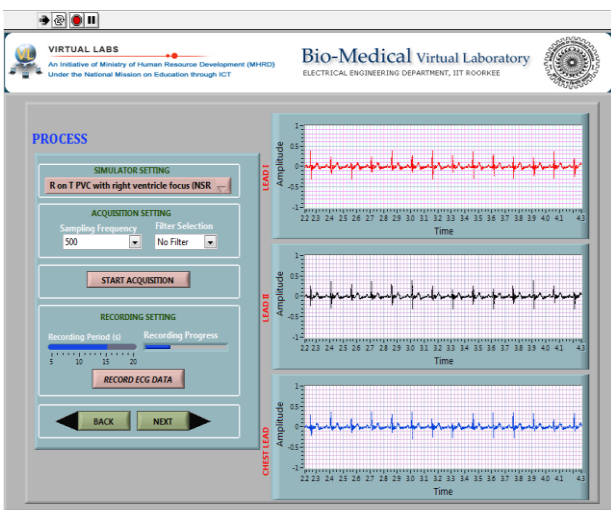 VIRTUAL LABS
An Initiative of Ministry of Human Resource Development (MHRD)
Under the National Mission on Education through ICT
Bio-Medical Virtual Laboratory
ELECTRICAL ENGINEERING DEPARTMENT, IIT ROORKEE
PROCESS
SIMULATOR SETTING
R on T PVC with right ventricle focus (NSR
ACQUISITION SETTING
Sampling Frequency Filter Selection
500 No Filter
START ACQUISITION
RECORDING SETTING
Recording Period (s) Recording Progress
5 10 15 20
RECORD ECG DATA
BACK NEXT
LEAD I
Amplitude
1
0.5
0
-0.5
-1
2.2 2.3 2.4 2.5 2.6 2.7 2.8 2.9 3.0 3.1 3.2 3.3 3.4 3.5 3.6 3.7 3.8 3.9 4.0 4.1 4.3
Time
LEAD II
Amplitude
1
0.5
0
-0.5
-1
2.2 2.3 2.4 2.5 2.6 2.7 2.8 2.9 3.0 3.1 3.2 3.3 3.4 3.5 3.6 3.7 3.8 3.9 4.0 4.1 4.3
Time
CHEST LEAD
Amplitude
1
0.5
0
-0.5
-1
2.2 2.3 2.4 2.5 2.6 2.7 2.8 2.9 3.0 3.1 3.2 3.3 3.4 3.5 3.6 3.7 3.8 3.9 4.0 4.1 4.3
Time